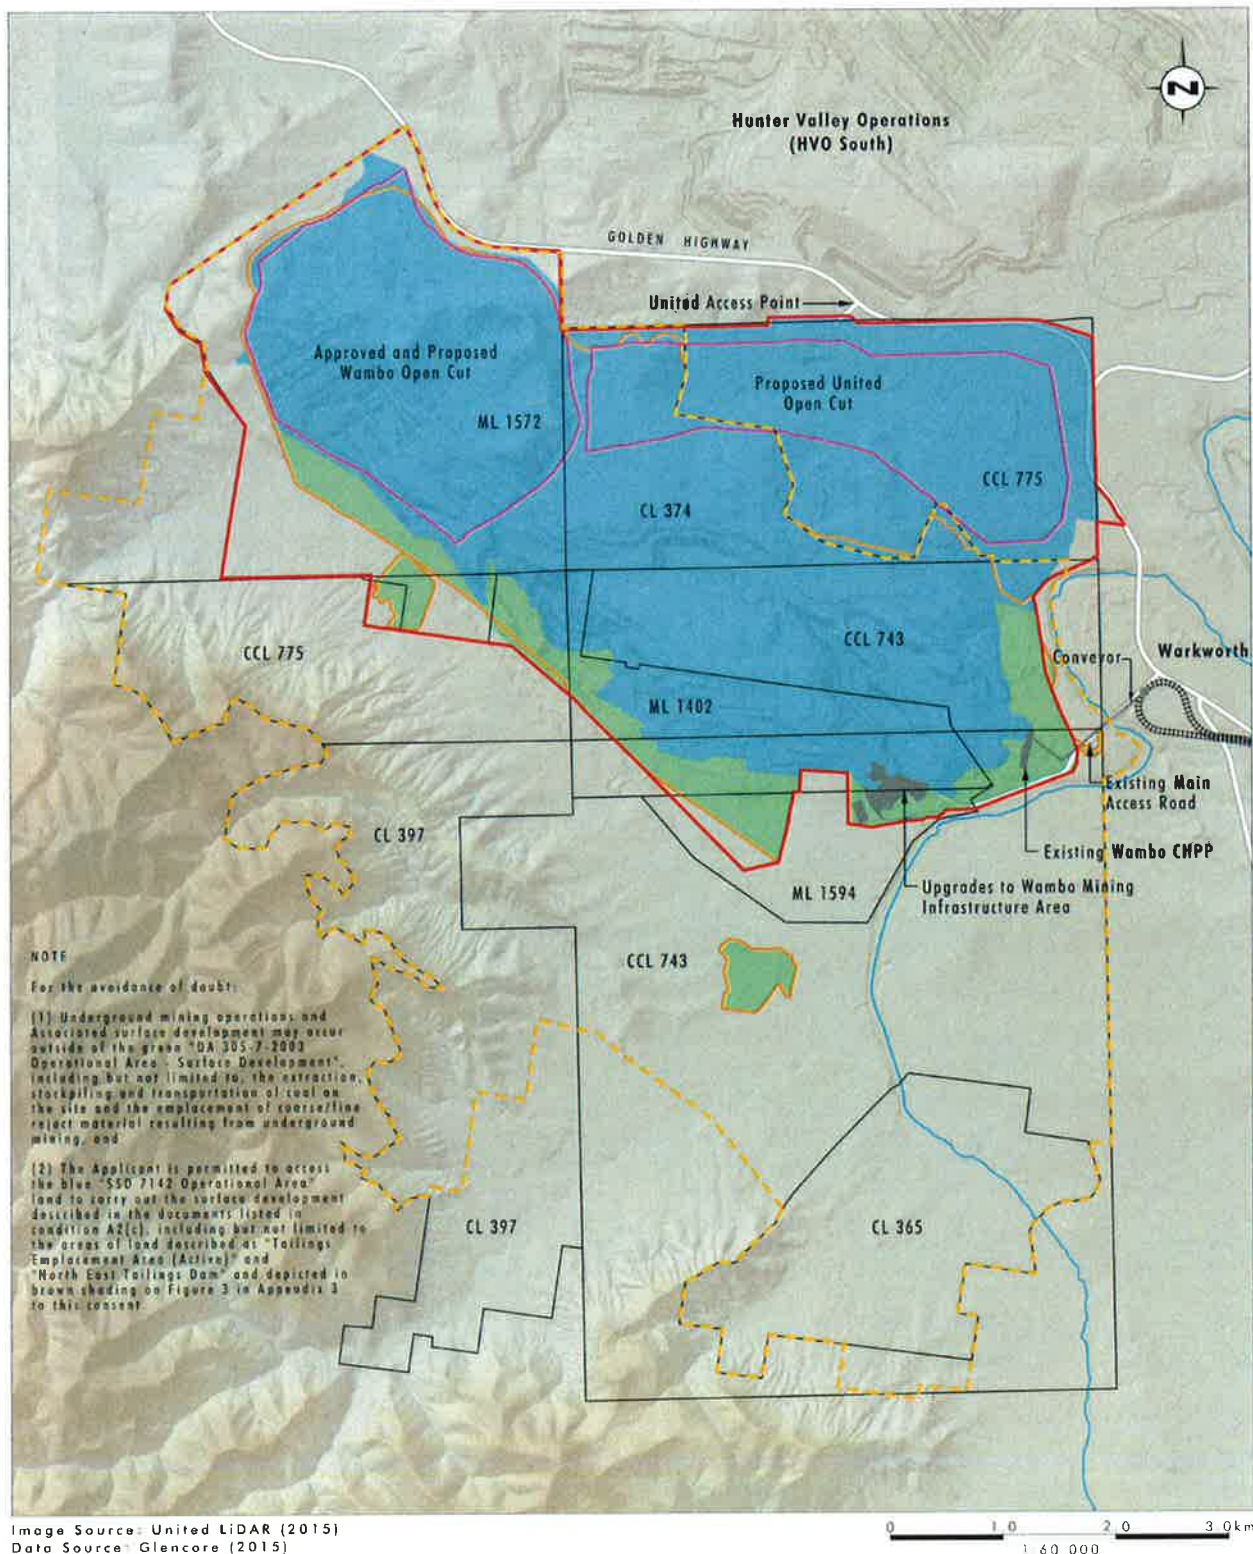 N
Hunter Valley Operations
(HVO South)
GOLDEN HIGHWAY
United Access Point
Approved and Proposed
Wambo Open Cut
Proposed United
Open Cut
ML 1572
CCL 775
CL 374
CCL 775
CCL 743
Conveyor
Warkworth
ML 1402
Existing Main
Access Road
CL 397
Existing Wambo CHPP
ML 1594
Upgrades to Wambo Mining
Infrastructure Area
CCL 743
NOTE
For the avoidance of doubt:
(1) Underground mining operations and
Associated surface development may occur
outside of the green "DA 305-7-2003
Operational Area - Surface Development",
including but not limited to, the extraction,
stockpiling and transportation of coal on
the site and the emplacement of coarse/fine
reject material resulting from underground
mining, and
(2) The Applicant is permitted to access
the blue "SSD 7142 Operational Area"
land to carry out the surface development
described in the documents listed in
condition A2(c), including but not limited to
the areas of land described as "Tailings
Emplacement Area (Active)" and
"North East Tailings Dam" and depicted in
brown shading on Figure 3 in Appendix 3
to this consent.
CL 397
CL 365
Image Source: United LiDAR (2015)
Data Source: Glencore (2015)
0 1.0 2.0 3.0km
1:60 000